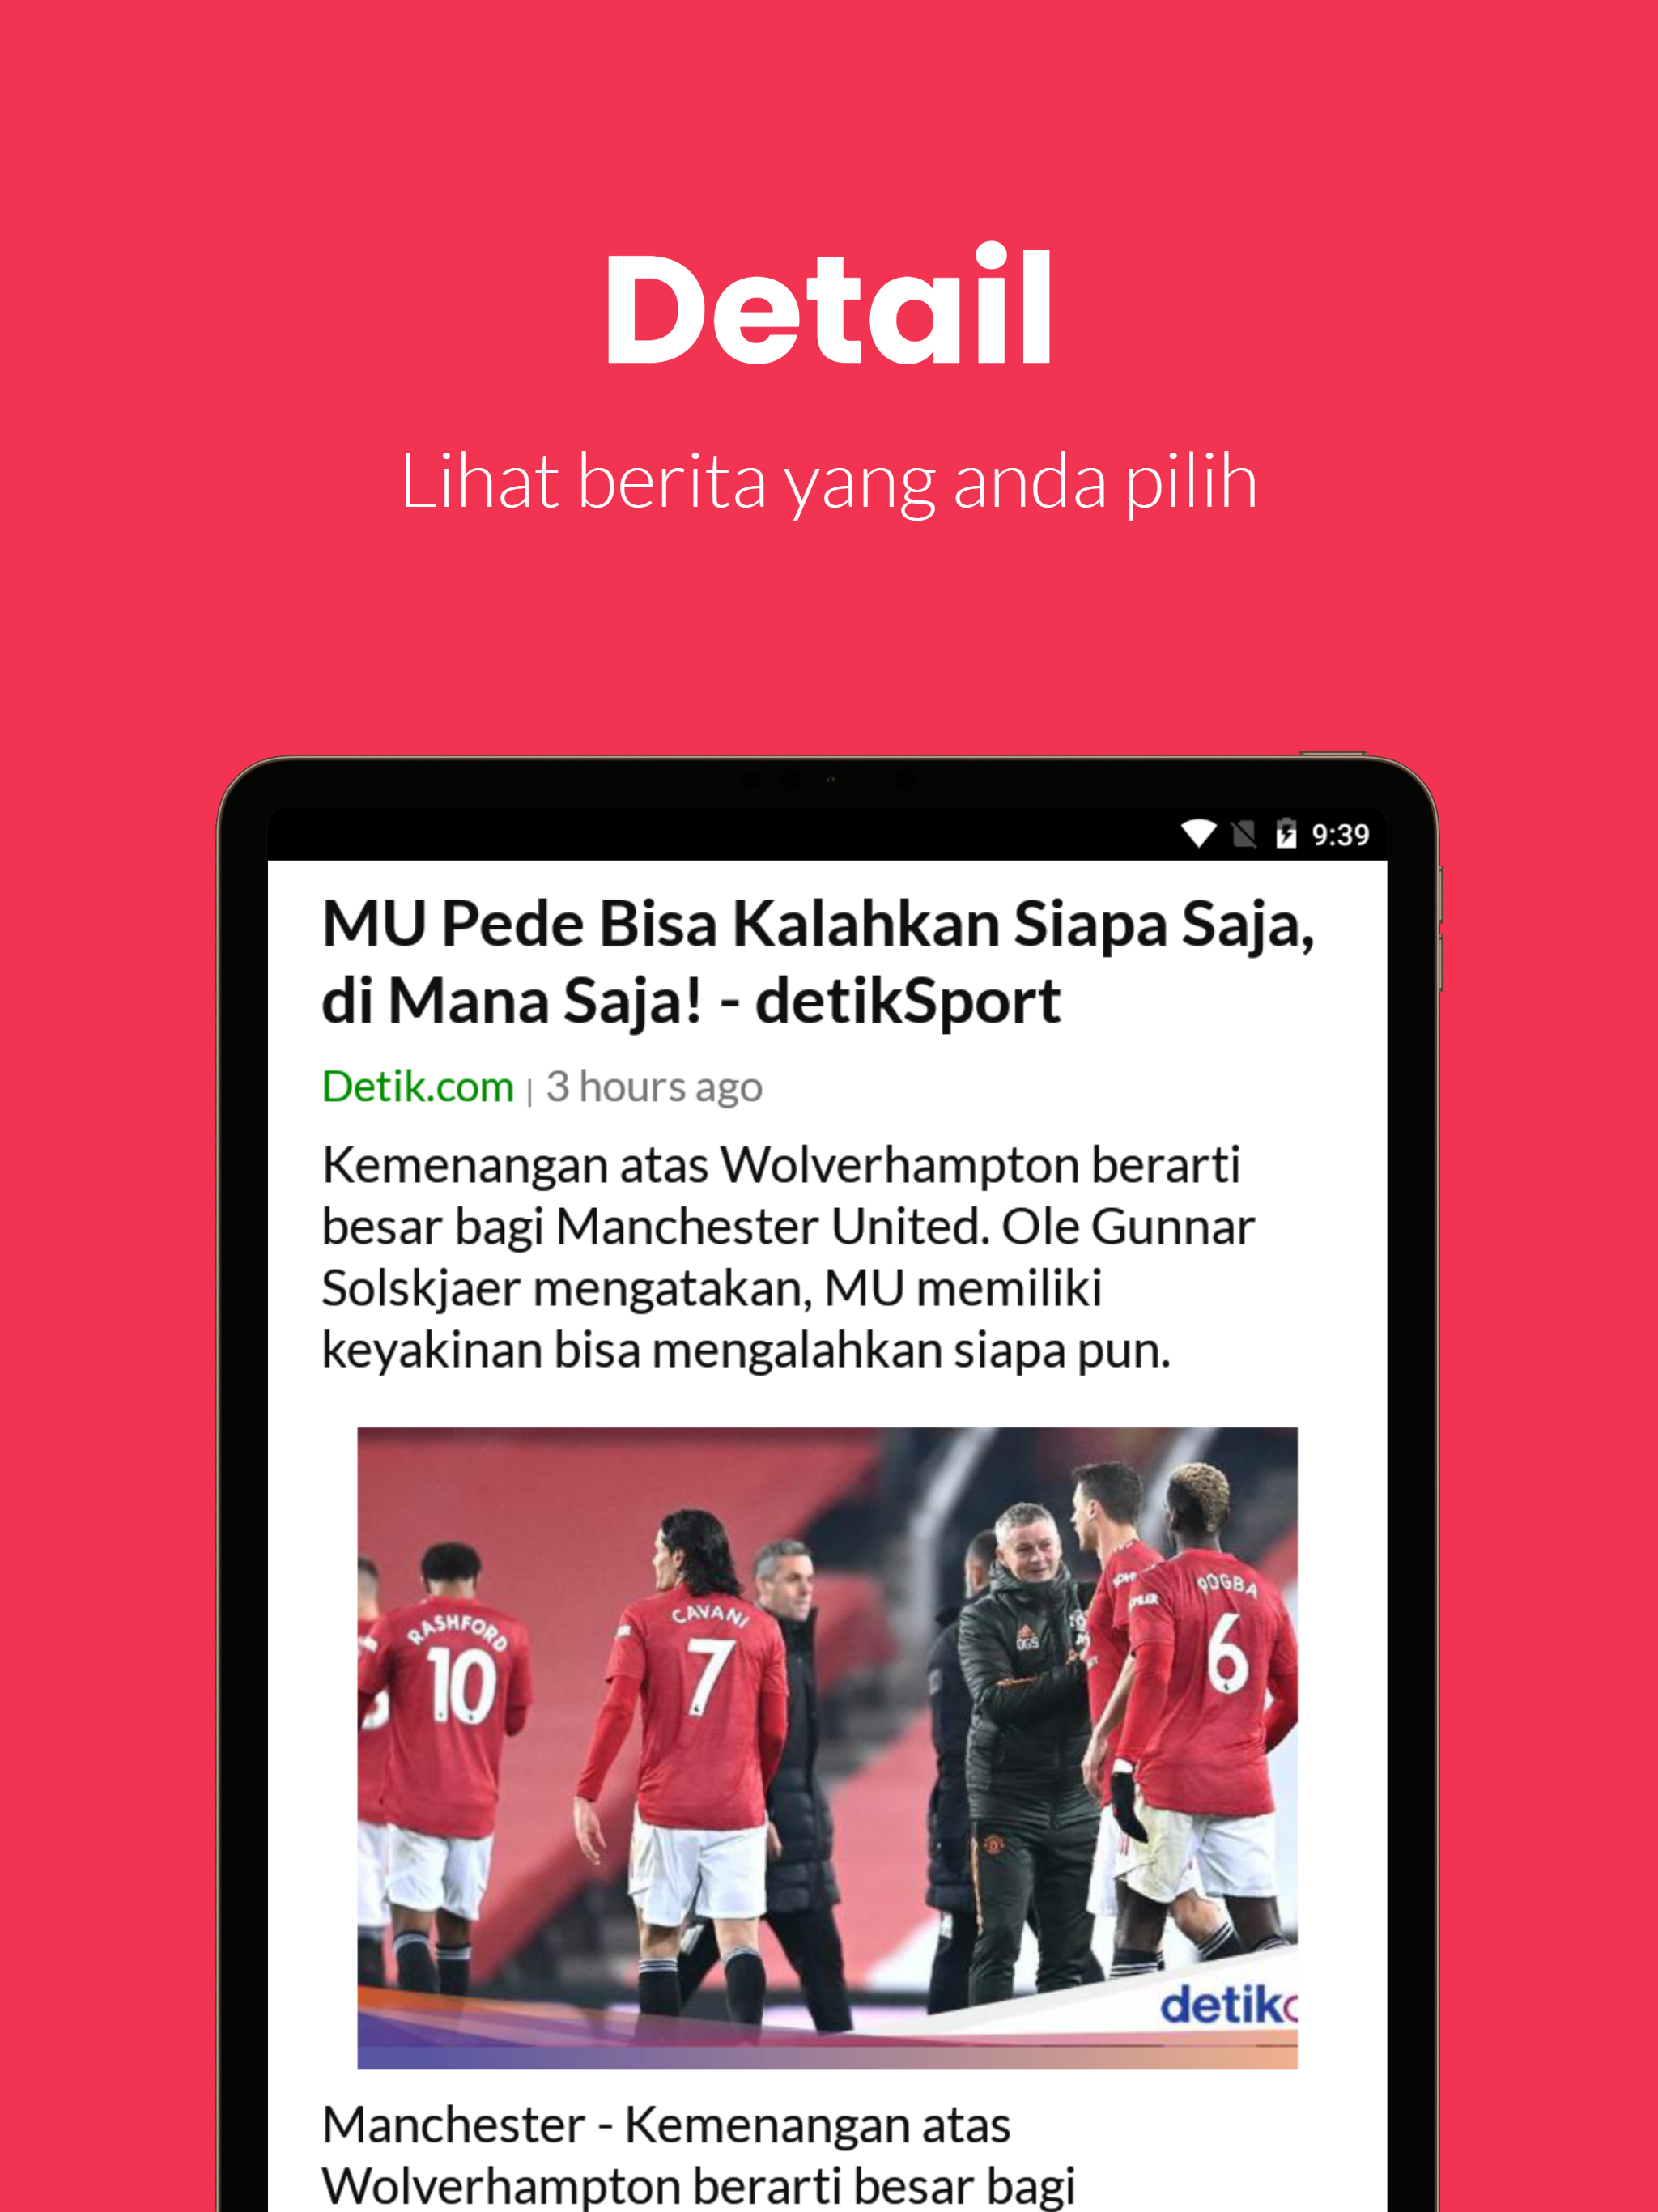 Detail
Lihat berita yang anda pilih
9:39
MU Pede Bisa Kalahkan Siapa Saja,
di Mana Saja! - detikSport
Detik.com | 3 hours ago
Kemenangan atas Wolverhampton berarti
besar bagi Manchester United. Ole Gunnar
Solskjaer mengatakan, MU memiliki
keyakinan bisa mengalahkan siapa pun.
RASHFORD
10
CAVANI
7
OGS
POGBA
6
detikc
Manchester - Kemenangan atas
Wolverhampton berarti besar bagi